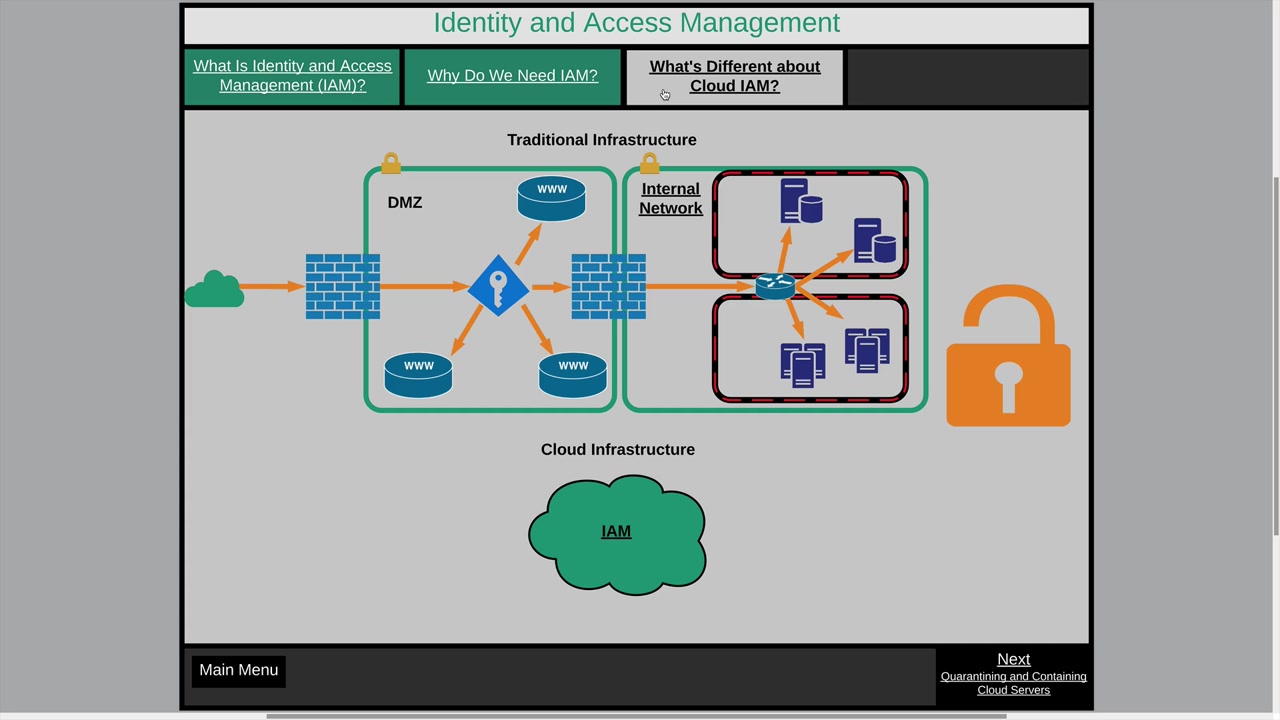 Identity and Access Management
What Is Identity and Access
Management (IAM)?
Why Do We Need IAM?
What's Different about
Cloud IAM?
Traditional Infrastructure
DMZ
WWW
Internal
Network
WWW
WWW
Cloud Infrastructure
IAM
Main Menu
Next
Quarantining and Containing
Cloud Servers